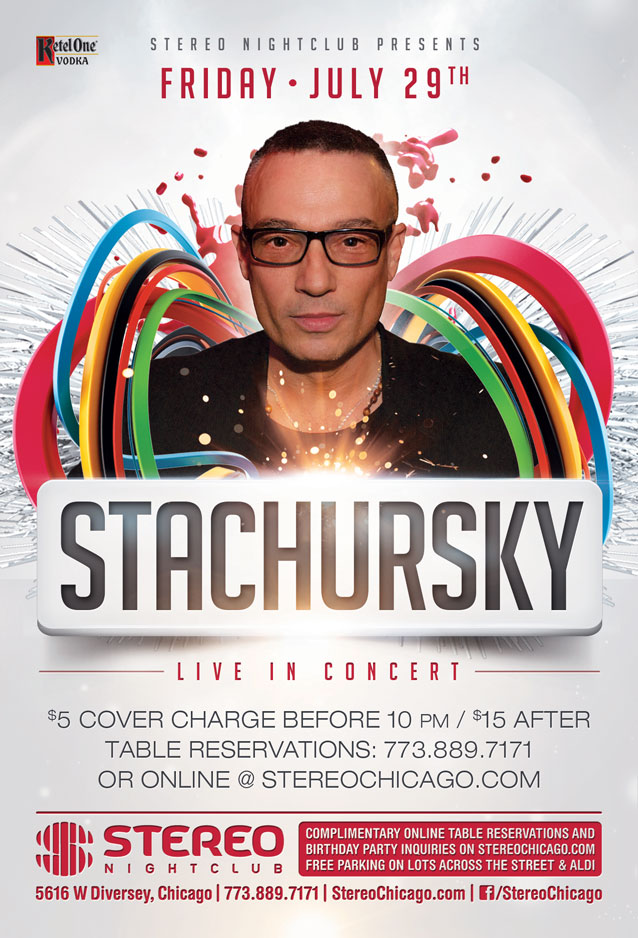 Ketel One®
VODKA
STEREO NIGHTCLUB PRESENTS
FRIDAY • JULY 29TH
STACHURSKY
LIVE IN CONCERT
$5 COVER CHARGE BEFORE 10 PM / $15 AFTER
TABLE RESERVATIONS: 773.889.7171
OR ONLINE @ STEREOCHICAGO.COM
STEREO
NIGHTCLUB
COMPLIMENTARY ONLINE TABLE RESERVATIONS AND
BIRTHDAY PARTY INQUIRIES ON STEREOCHICAGO.COM
FREE PARKING ON LOTS ACROSS THE STREET & ALDI
5616 W Diversey, Chicago | 773.889.7171 | StereoChicago.com | f/StereoChicago